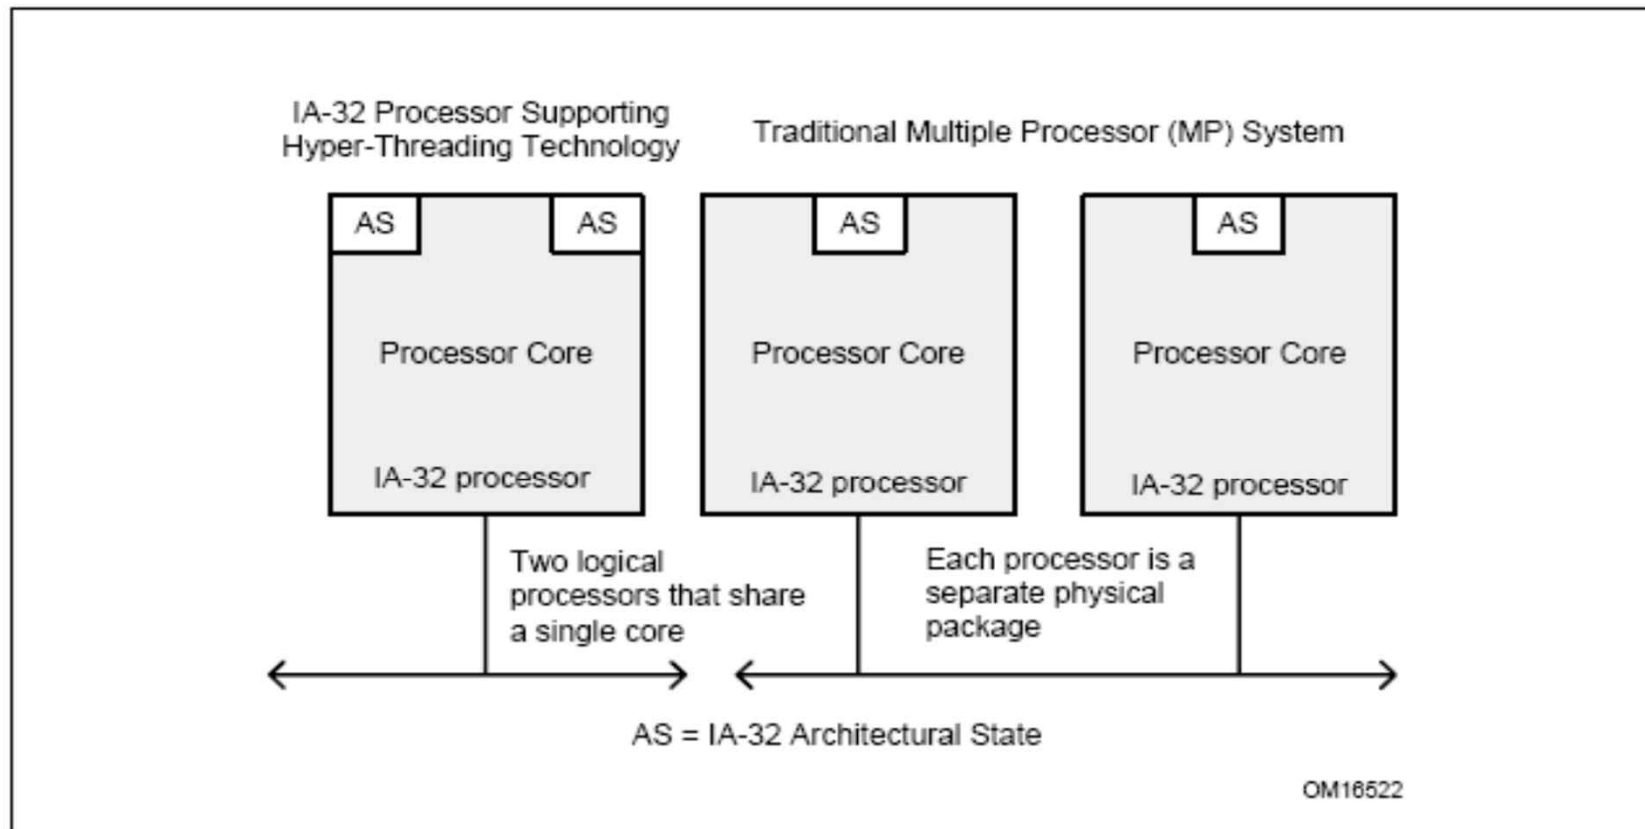 IA-32 Processor Supporting
Hyper-Threading Technology
Traditional Multiple Processor (MP) System
AS
AS
AS
AS
Processor Core
Processor Core
Processor Core
IA-32 processor
IA-32 processor
IA-32 processor
Two logical
processors that share
a single core
Each processor is a
separate physical
package
AS = IA-32 Architectural State
OM16522